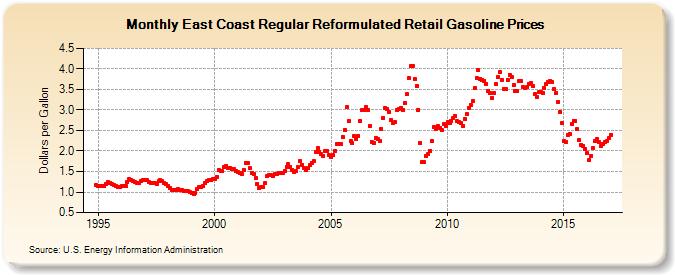 Monthly East Coast Regular Reformulated Retail Gasoline Prices
Dollars per Gallon
4.5
4.0
3.5
3.0
2.5
2.0
1.5
1.0
0.5
1995 2000 2005 2010 2015
Source: U.S. Energy Information Administration